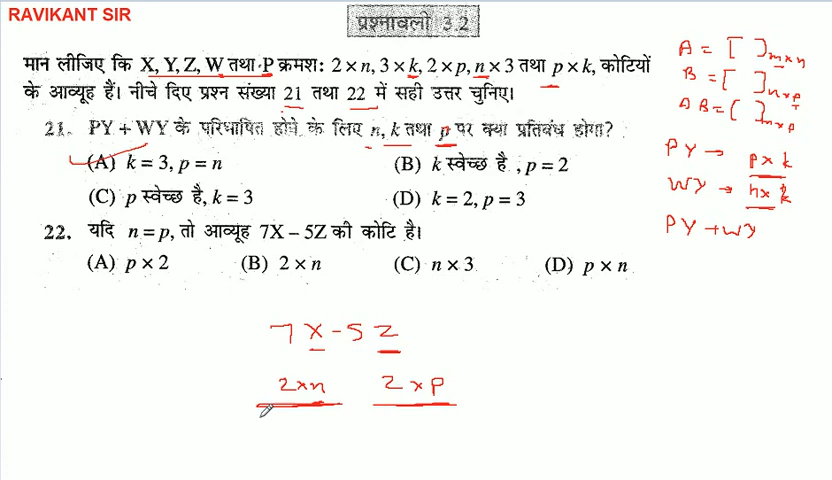 RAVIKANT SIR
प्रश्नावली 3.2
मान लीजिए कि X, Y, Z, W तथा P क्रमश: 2 × n, 3 × k, 2 × p, n × 3 तथा p × k, कोटियों
के आव्यूह हैं। नीचे दिए प्रश्न संख्या 21 तथा 22 में सही उत्तर चुनिए।
21. PY + WY के परिभाषित होने के लिए n, k तथा p पर क्या प्रतिबंध होगा?
(A) k = 3, p = n (B) k स्वेच्छ है , p = 2
(C) p स्वेच्छ है, k = 3 (D) k = 2, p = 3
22. यदि n = p, तो आव्यूह 7X – 5Z की कोटि है।
(A) p × 2 (B) 2 × n (C) n × 3 (D) p × n
A = [ ] m×n
B = [ ] n×p
AB = [ ] m×p
PY → p×k
WY → n×k
PY + WY
7X - 5Z
2×n 2×p